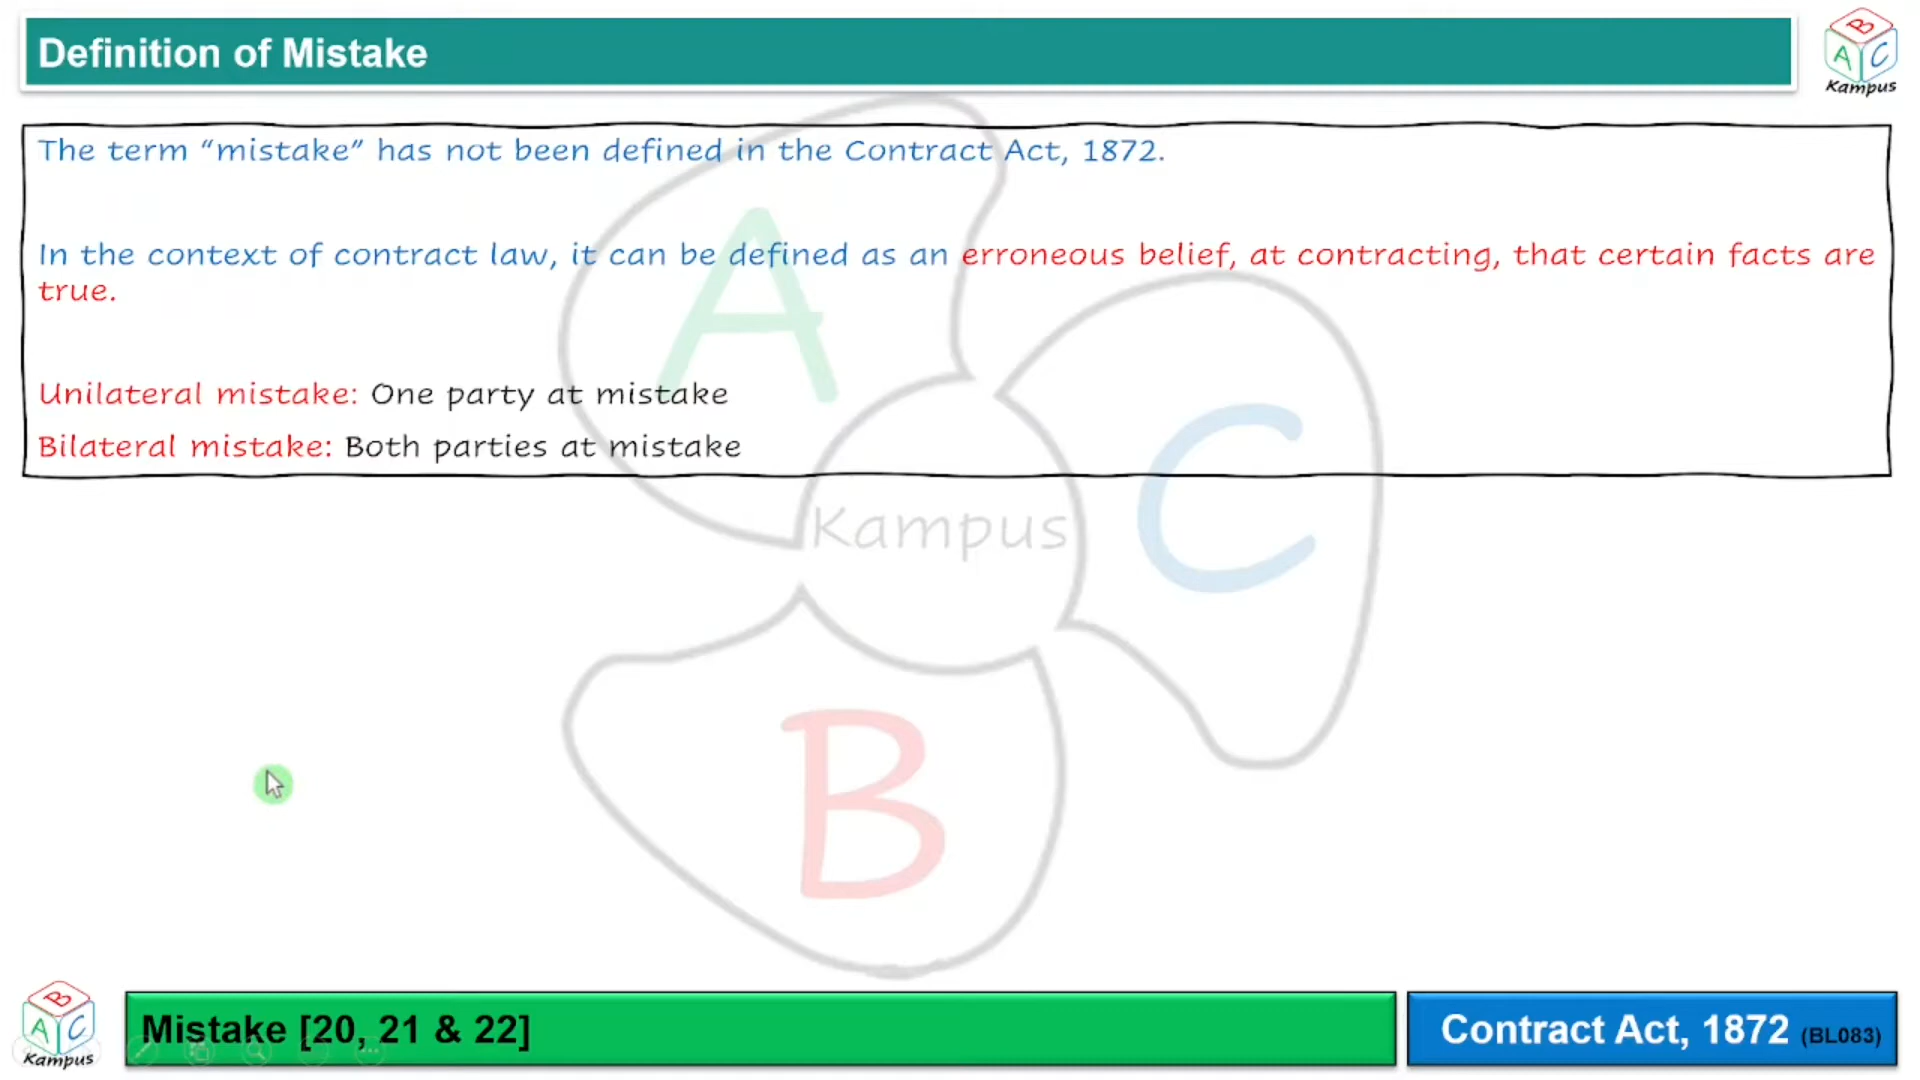 Definition of Mistake
B
A C
Kampus
The term “mistake” has not been defined in the Contract Act, 1872.
In the context of contract law, it can be defined as an erroneous belief, at contracting, that certain facts are
true.
Unilateral mistake: One party at mistake
Bilateral mistake: Both parties at mistake
A
C
Kampus
B
B
A C
Kampus
Mistake [20, 21 & 22]
Contract Act, 1872 (BL083)